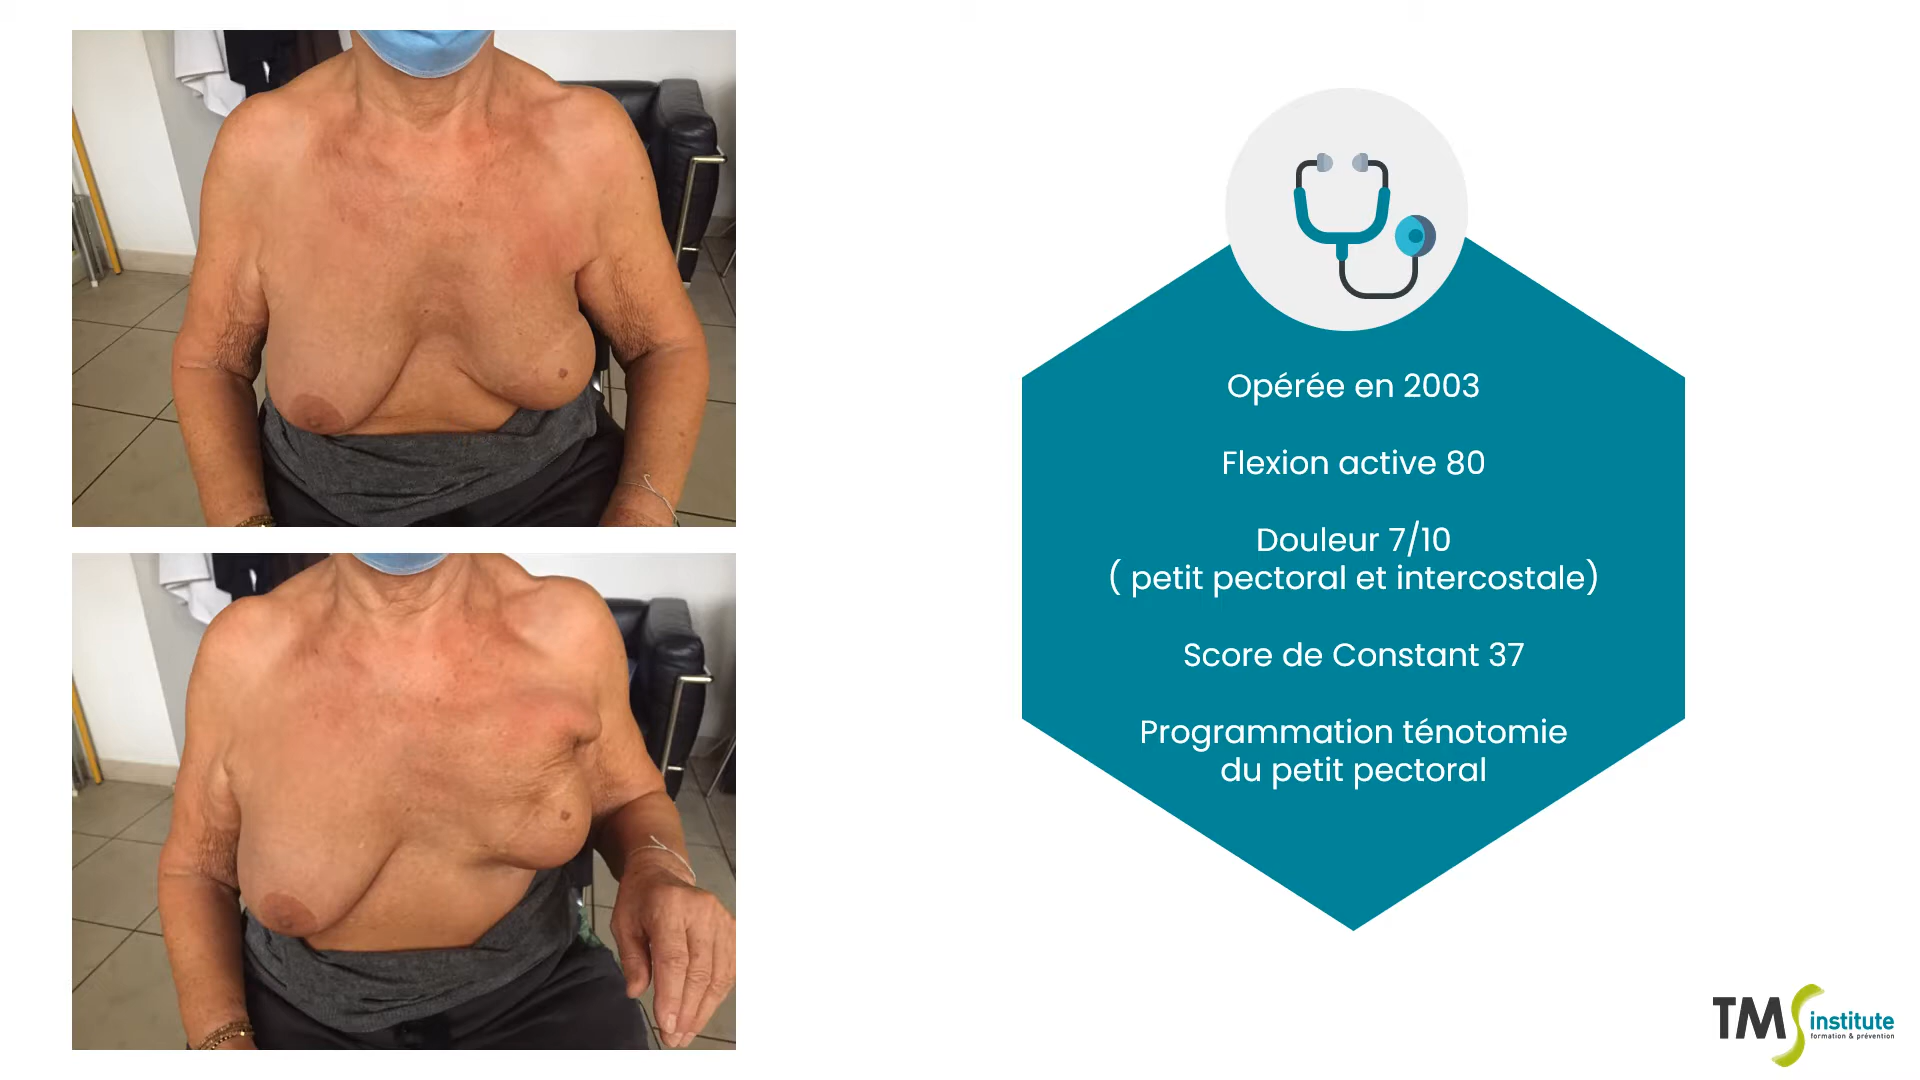 Opérée en 2003
Flexion active 80
Douleur 7/10
( petit pectoral et intercostale)
Score de Constant 37
Programmation ténotomie
du petit pectoral
TMS institute
formation & prévention